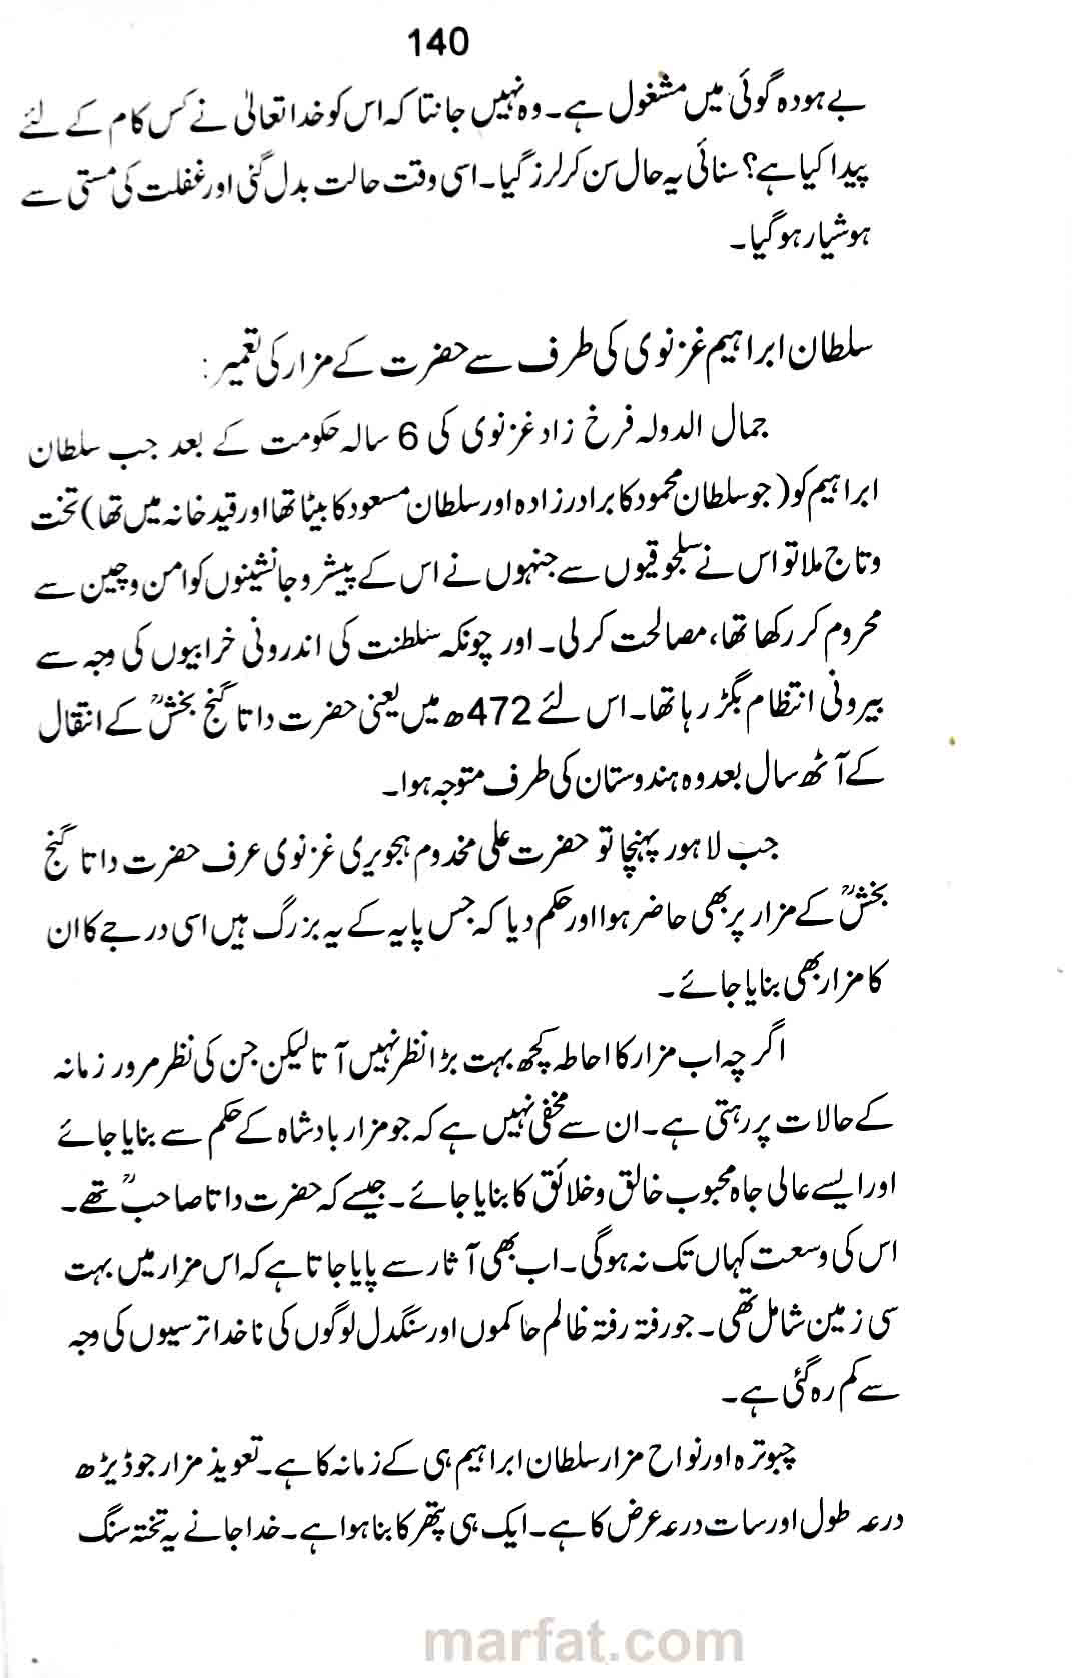 140
بے ہودہ گوئی میں مشغول ہے۔ وہ نہیں جانتا کہ اس کو خدا تعالیٰ نے کس کام کے لئے
پیدا کیا ہے؟ سنائی یہ حال سن کر لرز گیا۔ اسی وقت حالت بدل گئی اور غفلت کی مستی سے
ہوشیار ہو گیا۔
سلطان ابراہیم غزنوی کی طرف سے حضرت کے مزار کی تعمیر:
جمال الدولہ فرخ زاد غزنوی کی 6 سالہ حکومت کے بعد جب سلطان
ابراہیم کو (جو سلطان محمود کا برادر زادہ اور سلطان مسعود کا بیٹا تھا اور قید خانہ میں تھا) تخت
و تاج ملا تو اس نے سلجوقیوں سے جنہوں نے اس کے پیشرو جانشینوں کو امن و چین سے
محروم کر رکھا تھا، مصالحت کر لی۔ اور چونکہ سلطنت کی اندرونی خرابیوں کی وجہ سے
بیرونی انتظام بگڑ رہا تھا۔ اس لئے 472ھ میں یعنی حضرت داتا گنج بخشؒ کے انتقال
کے آٹھ سال بعد وہ ہندوستان کی طرف متوجہ ہوا۔
جب لاہور پہنچا تو حضرت علی مخدوم ہجویری غزنوی عرف حضرت داتا گنج
بخشؒ کے مزار پر بھی حاضر ہوا اور حکم دیا کہ جس پایہ کے یہ بزرگ ہیں اسی درجے کا ان
کا مزار بھی بنایا جائے۔
اگرچہ اب مزار کا احاطہ کچھ بہت بڑا نظر نہیں آتا لیکن جن کی نظر مرور زمانہ
کے حالات پر رہتی ہے۔ ان سے مخفی نہیں ہے کہ جو مزار بادشاہ کے حکم سے بنایا جائے
اور ایسے عالی جاہ محبوب خالق و خلائق کا بنایا جائے۔ جیسے کہ حضرت داتا صاحبؒ تھے۔
اس کی وسعت کہاں تک نہ ہوگی۔ اب بھی آثار سے پایا جاتا ہے کہ اس مزار میں بہت
سی زمین شامل تھی۔ جو رفتہ رفتہ ظالم حاکموں اور سنگدل لوگوں کی ناخدا ترسیوں کی وجہ
سے کم رہ گئی ہے۔
چبوترہ اور نواح مزار سلطان ابراہیم ہی کے زمانہ کا ہے۔ تعویذ مزار جو ڈیڑھ
درعہ طول اور سات درعہ عرض کا ہے۔ ایک ہی پتھر کا بنا ہوا ہے۔ خدا جانے یہ تختہ سنگ
marfat.com